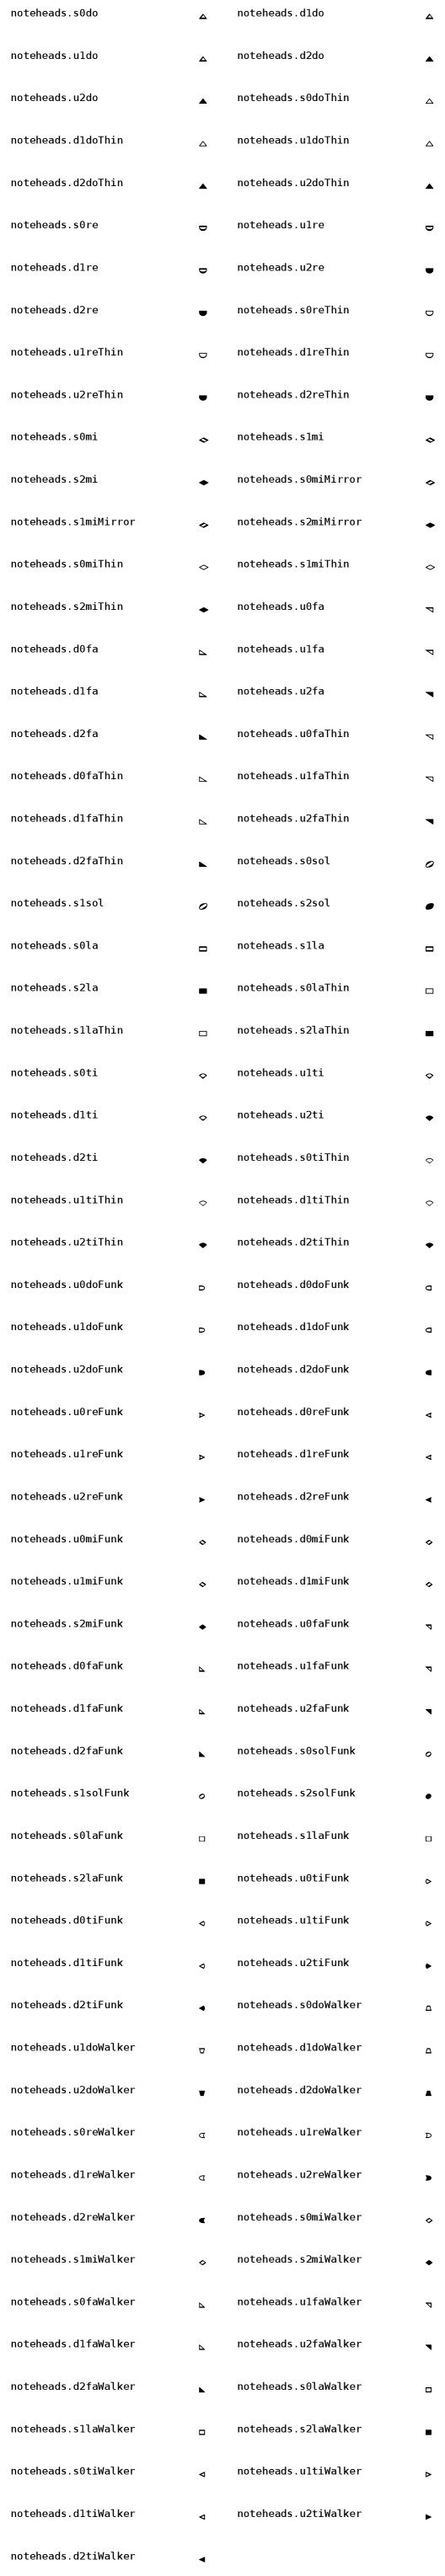 noteheads.s0do noteheads.d1do
noteheads.u1do noteheads.d2do
noteheads.u2do noteheads.s0doThin
noteheads.d1doThin noteheads.u1doThin
noteheads.d2doThin noteheads.u2doThin
noteheads.s0re noteheads.u1re
noteheads.d1re noteheads.u2re
noteheads.d2re noteheads.s0reThin
noteheads.u1reThin noteheads.d1reThin
noteheads.u2reThin noteheads.d2reThin
noteheads.s0mi noteheads.s1mi
noteheads.s2mi noteheads.s0miMirror
noteheads.s1miMirror noteheads.s2miMirror
noteheads.s0miThin noteheads.s1miThin
noteheads.s2miThin noteheads.u0fa
noteheads.d0fa noteheads.u1fa
noteheads.d1fa noteheads.u2fa
noteheads.d2fa noteheads.u0faThin
noteheads.d0faThin noteheads.u1faThin
noteheads.d1faThin noteheads.u2faThin
noteheads.d2faThin noteheads.s0sol
noteheads.s1sol noteheads.s2sol
noteheads.s0la noteheads.s1la
noteheads.s2la noteheads.s0laThin
noteheads.s1laThin noteheads.s2laThin
noteheads.s0ti noteheads.u1ti
noteheads.d1ti noteheads.u2ti
noteheads.d2ti noteheads.s0tiThin
noteheads.u1tiThin noteheads.d1tiThin
noteheads.u2tiThin noteheads.d2tiThin
noteheads.u0doFunk noteheads.d0doFunk
noteheads.u1doFunk noteheads.d1doFunk
noteheads.u2doFunk noteheads.d2doFunk
noteheads.u0reFunk noteheads.d0reFunk
noteheads.u1reFunk noteheads.d1reFunk
noteheads.u2reFunk noteheads.d2reFunk
noteheads.u0miFunk noteheads.d0miFunk
noteheads.u1miFunk noteheads.d1miFunk
noteheads.s2miFunk noteheads.u0faFunk
noteheads.d0faFunk noteheads.u1faFunk
noteheads.d1faFunk noteheads.u2faFunk
noteheads.d2faFunk noteheads.s0solFunk
noteheads.s1solFunk noteheads.s2solFunk
noteheads.s0laFunk noteheads.s1laFunk
noteheads.s2laFunk noteheads.u0tiFunk
noteheads.d0tiFunk noteheads.u1tiFunk
noteheads.d1tiFunk noteheads.u2tiFunk
noteheads.d2tiFunk noteheads.s0doWalker
noteheads.u1doWalker noteheads.d1doWalker
noteheads.u2doWalker noteheads.d2doWalker
noteheads.s0reWalker noteheads.u1reWalker
noteheads.d1reWalker noteheads.u2reWalker
noteheads.d2reWalker noteheads.s0miWalker
noteheads.s1miWalker noteheads.s2miWalker
noteheads.s0faWalker noteheads.u1faWalker
noteheads.d1faWalker noteheads.u2faWalker
noteheads.d2faWalker noteheads.s0laWalker
noteheads.s1laWalker noteheads.s2laWalker
noteheads.s0tiWalker noteheads.u1tiWalker
noteheads.d1tiWalker noteheads.u2tiWalker
noteheads.d2tiWalker